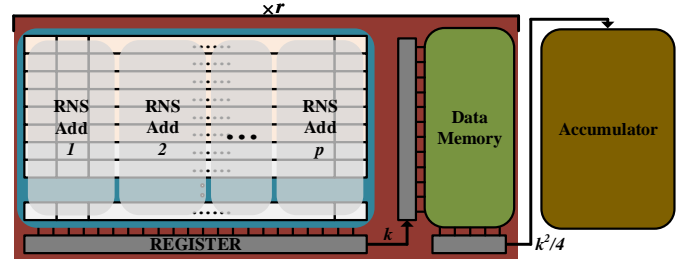 ×r
RNS
Add
1
RNS
Add
2
...
RNS
Add
p
Data
Memory
Accumulator
REGISTER
k
k²/4